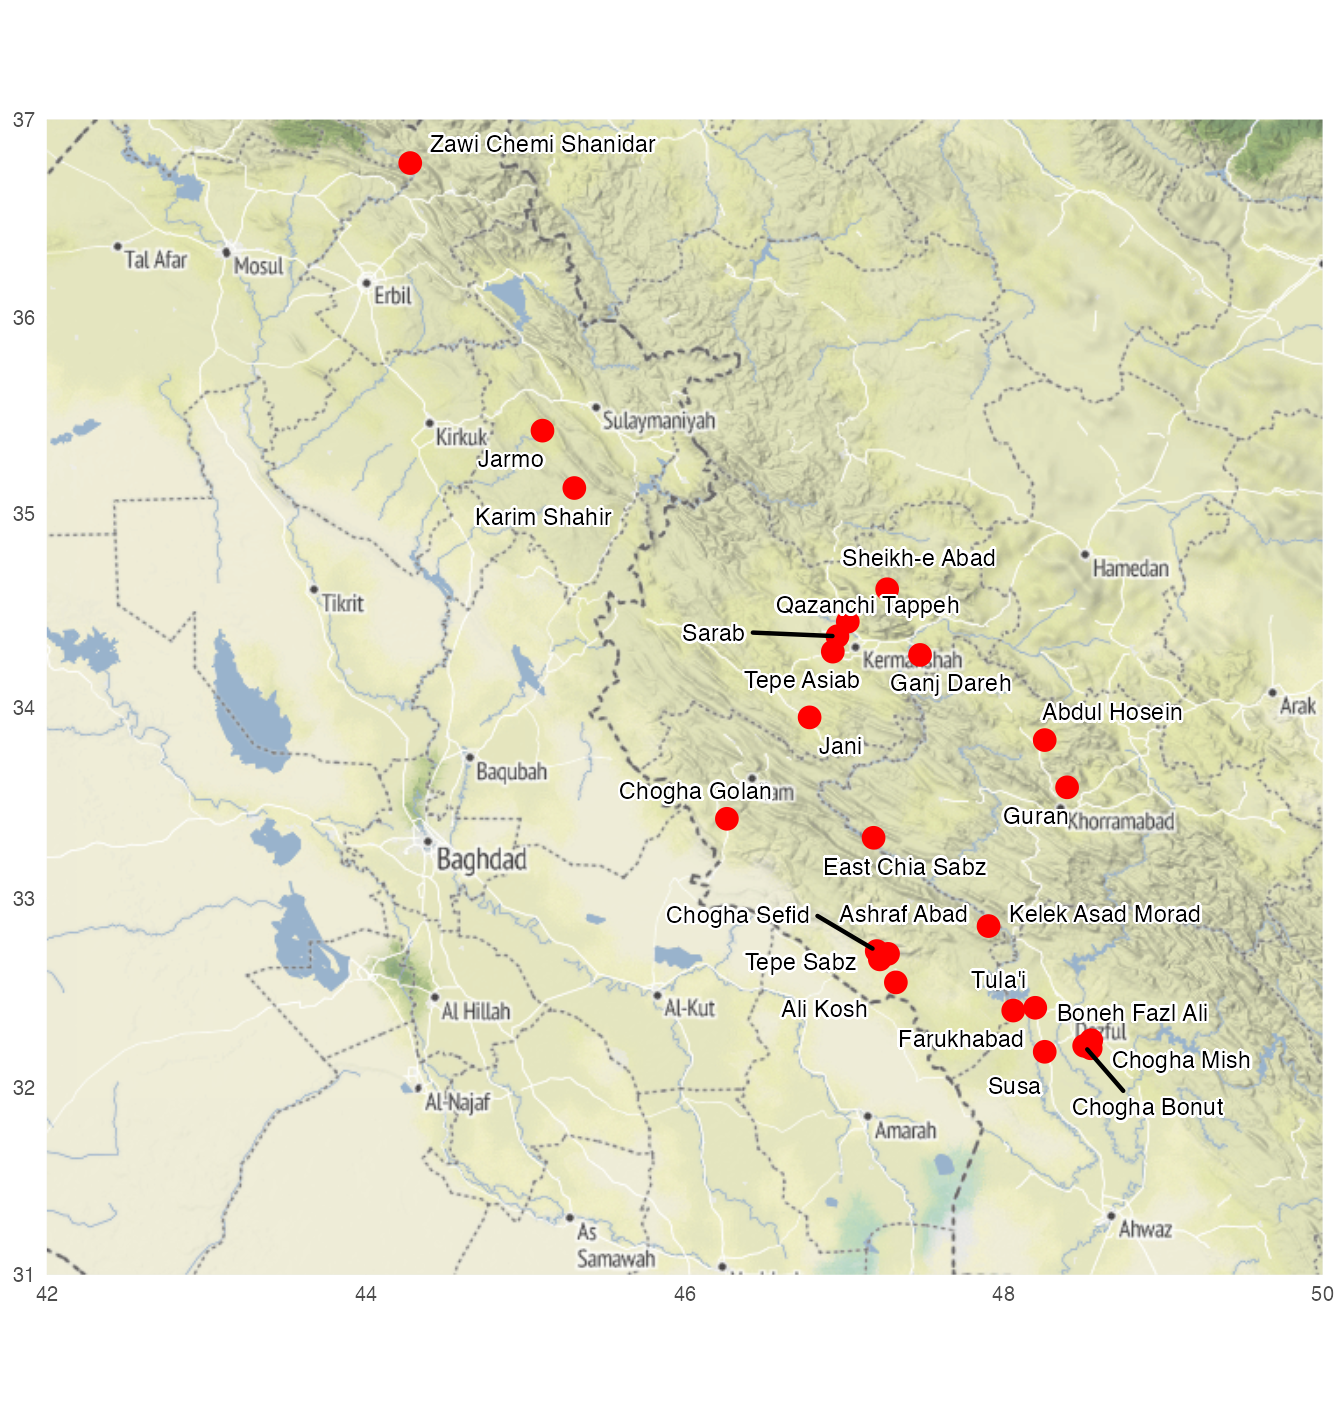 37
Zawi Chemi Shanidar
Tal Afar
Mosul
Erbil
36
Sulaymaniyah
Kirkuk
Jarmo
35
Karim Shahir
Sheikh-e Abad
Hamedan
Tikrit
Qazanchi Tappeh
Sarab
Kermanshah
Tepe Asiab
Ganj Dareh
34
Arak
Abdul Hosein
Jani
Baqubah
Chogha Golan
Guran
Khorramabad
Baghdad
East Chia Sabz
33
Chogha Sefid
Ashraf Abad
Kelek Asad Morad
Tepe Sabz
Tula'i
Al Hillah
Al-Kut
Ali Kosh
Boneh Fazl Ali
Dezful
Farukhabad
Chogha Mish
32
Susa
Al-Najaf
Chogha Bonut
Amarah
As
Samawah
Ahwaz
31
42
44
46
48
50